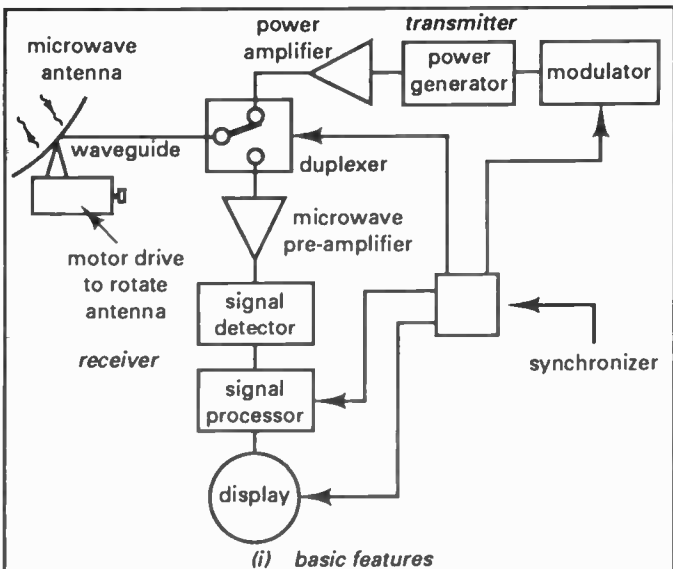 microwave
antenna
power
amplifier
transmitter
power
generator
modulator
waveguide
duplexer
motor drive
to rotate
antenna
microwave
pre-amplifier
signal
detector
receiver
synchronizer
signal
processor
display
(i) basic features